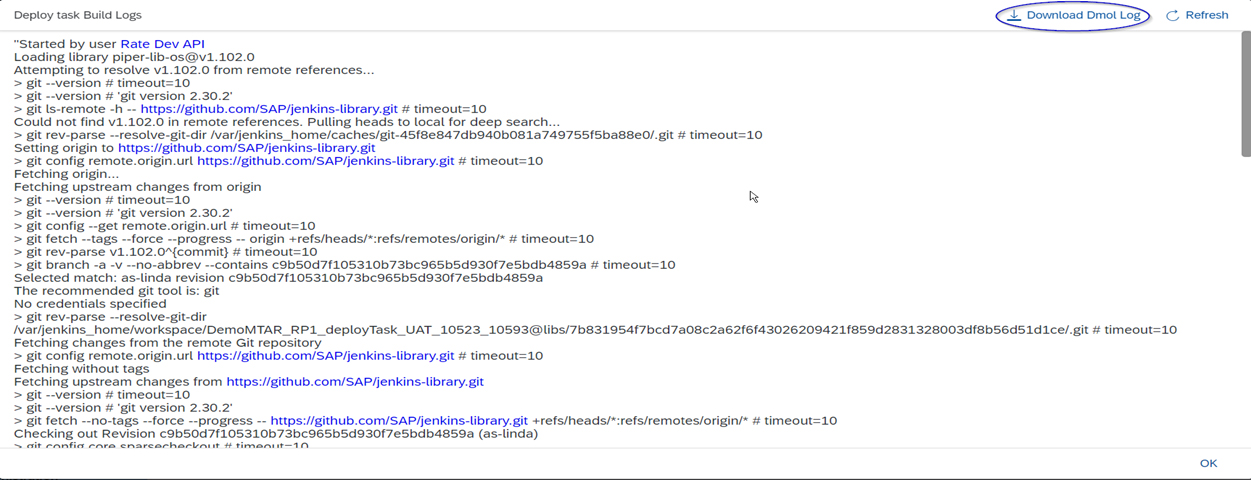 Deploy task Build Logs
Download Dmol Log
Refresh
"Started by user Rate Dev API
Loading library piper-lib-os@v1.102.0
Attempting to resolve v1.102.0 from remote references...
> git --version # timeout=10
> git --version # 'git version 2.30.2'
> git ls-remote -h -- https://github.com/SAP/jenkins-library.git # timeout=10
Could not find v1.102.0 in remote references. Pulling heads to local for deep search...
> git rev-parse --resolve-git-dir /var/jenkins_home/caches/git-45f8e847db940b081a749755f5ba88e0/.git # timeout=10
Setting origin to https://github.com/SAP/jenkins-library.git
> git config remote.origin.url https://github.com/SAP/jenkins-library.git # timeout=10
Fetching origin...
Fetching upstream changes from origin
> git --version # timeout=10
> git --version # 'git version 2.30.2'
> git config --get remote.origin.url # timeout=10
> git fetch --tags --force --progress -- origin +refs/heads/*:refs/remotes/origin/* # timeout=10
> git rev-parse v1.102.0^{commit} # timeout=10
> git branch -a -v --no-abbrev --contains c9b50d7f105310b73bc965b5d930f7e5bdb4859a # timeout=10
Selected match: as-linda revision c9b50d7f105310b73bc965b5d930f7e5bdb4859a
The recommended git tool is: git
No credentials specified
> git rev-parse --resolve-git-dir
/var/jenkins_home/workspace/DemoMTAR_RP1_deployTask_UAT_10523_10593@libs/7b831954f7bcd7a08c2a62f6f43026209421f859d2831328003df8b56d51d1ce/.git # timeout=10
Fetching changes from the remote Git repository
> git config remote.origin.url https://github.com/SAP/jenkins-library.git # timeout=10
Fetching without tags
Fetching upstream changes from https://github.com/SAP/jenkins-library.git
> git --version # timeout=10
> git --version # 'git version 2.30.2'
> git fetch --no-tags --force --progress -- https://github.com/SAP/jenkins-library.git +refs/heads/*:refs/remotes/origin/* # timeout=10
Checking out Revision c9b50d7f105310b73bc965b5d930f7e5bdb4859a (as-linda)
> git config core.sparsecheckout # timeout=10
OK